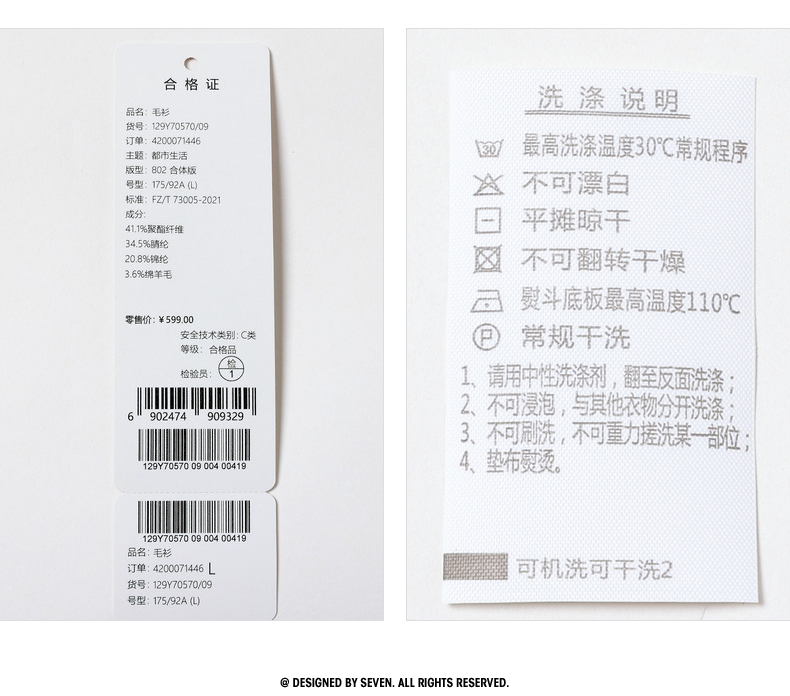 合格证
品名：毛衫
货号：129Y70570/09
订单：4200071446
主题：都市生活
版型：802 合体版
号型：175/92A (L)
标准：FZ/T 73005-2021
成分：
41.1%聚酯纤维
34.5%腈纶
20.8%锦纶
3.6%绵羊毛
零售价：￥599.00
安全技术类别：C类
等级：合格品
检验员：检 1
6 902474 909329
129Y70570 09 004 00419
129Y70570 09 004 00419
品名：毛衫
订单：4200071446 L
货号：129Y70570/09
号型：175/92A (L)
洗涤说明
30 最高洗涤温度30℃常规程序
不可漂白
平摊晾干
不可翻转干燥
熨斗底板最高温度110℃
P 常规干洗
1、请用中性洗涤剂，翻至反面洗涤；
2、不可浸泡，与其他衣物分开洗涤；
3、不可刷洗，不可重力搓洗某一部位；
4、垫布熨烫。
可机洗可干洗2
@ DESIGNED BY SEVEN. ALL RIGHTS RESERVED.